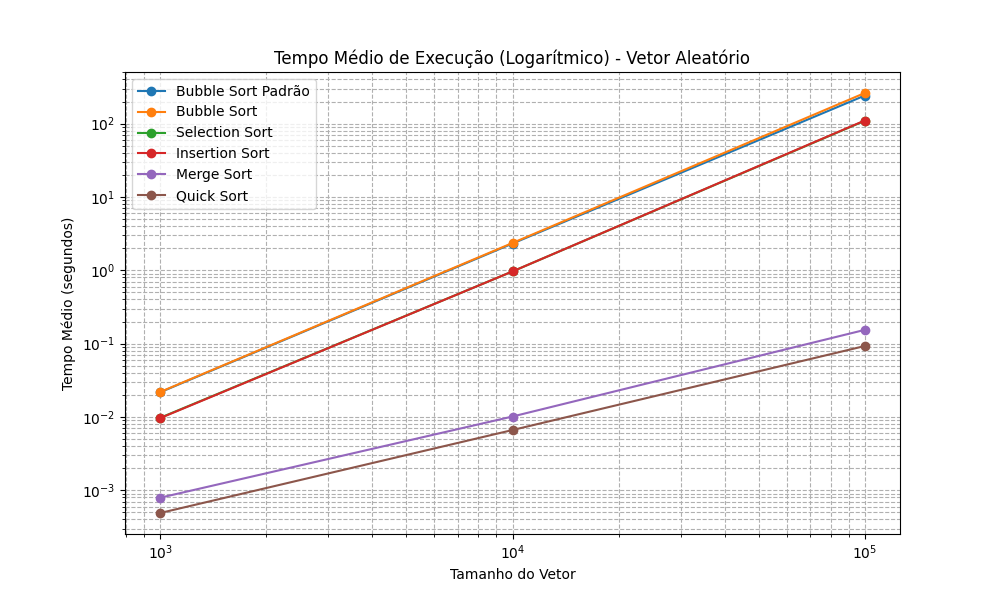 Tempo Médio de Execução (Logarítmico) - Vetor Aleatório
Bubble Sort Padrão
Bubble Sort
Selection Sort
Insertion Sort
Merge Sort
Quick Sort
Tempo Médio (segundos)
10²
10¹
10⁰
10⁻¹
10⁻²
10⁻³
10³
10⁴
10⁵
Tamanho do Vetor